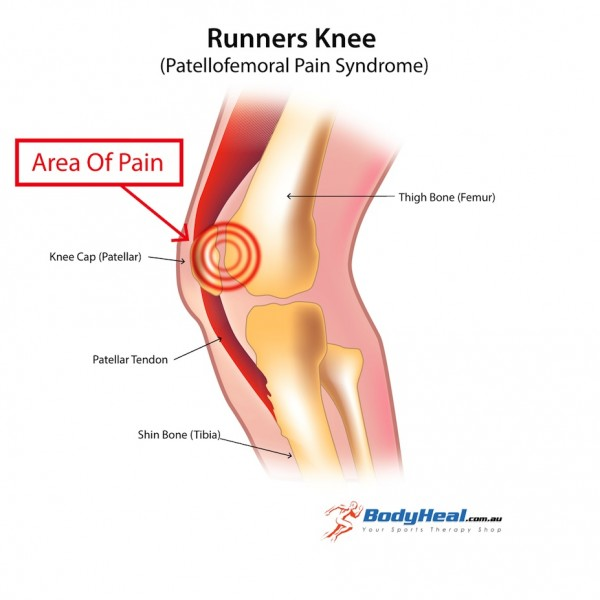 Runners Knee
(Patellofemoral Pain Syndrome)
Area Of Pain
Thigh Bone (Femur)
Knee Cap (Patellar)
Patellar Tendon
Shin Bone (Tibia)
BodyHeal.com.au
Your Sports Therapy Shop